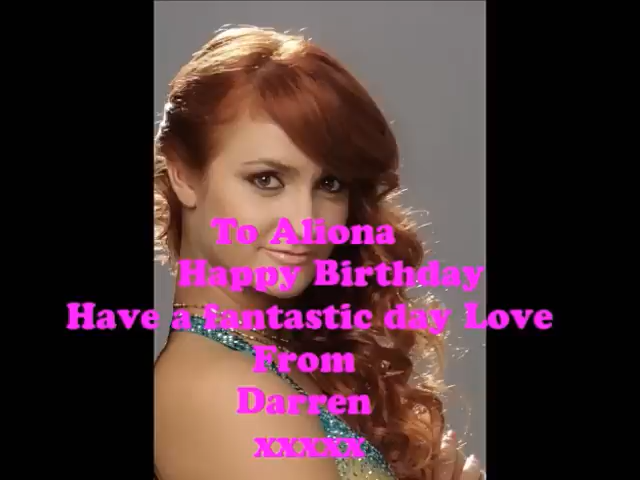 To Aliona
Happy Birthday
Have a fantastic day Love
From
Darren
xxxxx